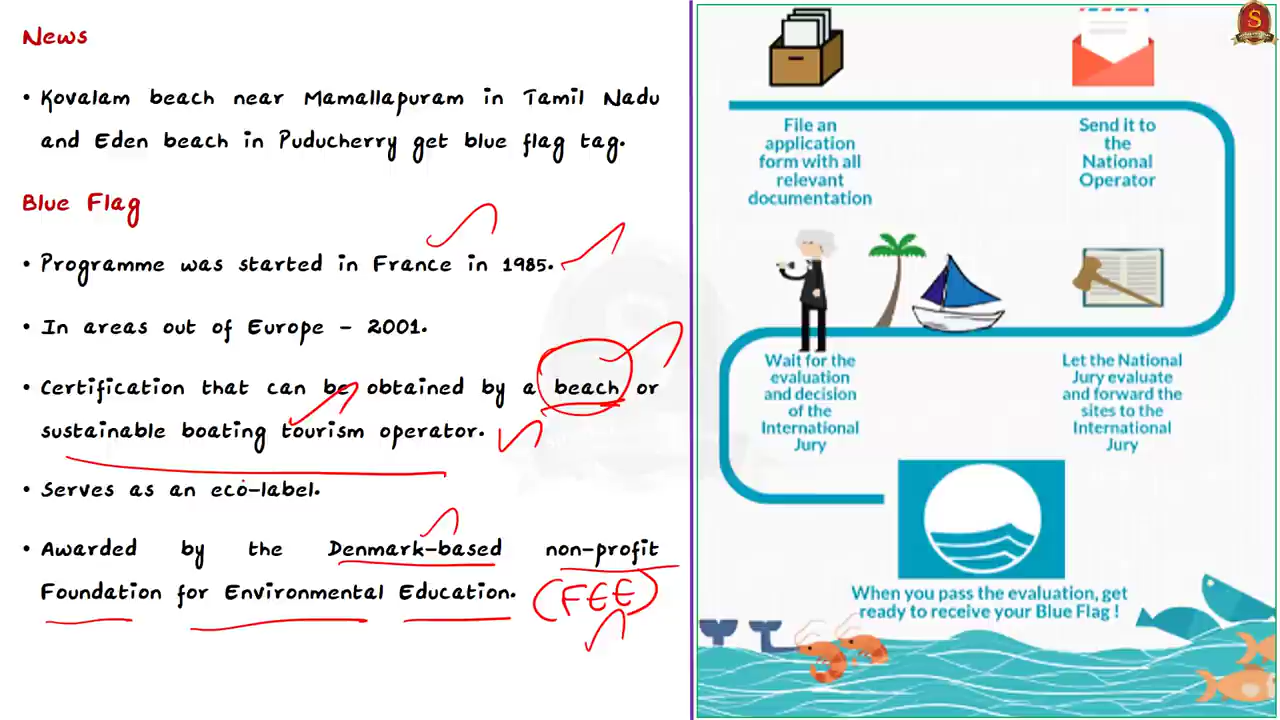 News
• Kovalam beach near Mamallapuram in Tamil Nadu
and Eden beach in Puducherry get blue flag tag.
Blue Flag
• Programme was started in France in 1985.
• In areas out of Europe – 2001.
• Certification that can be obtained by a beach or
sustainable boating tourism operator.
• Serves as an eco-label.
• Awarded by the Denmark-based non-profit
Foundation for Environmental Education. (FEE)
S
File an
application
form with all
relevant
documentation
Send it to
the
National
Operator
Wait for the
evaluation
and decision
of the
International
Jury
Let the National
Jury evaluate
and forward the
sites to the
International
Jury
When you pass the evaluation, get
ready to receive your Blue Flag !